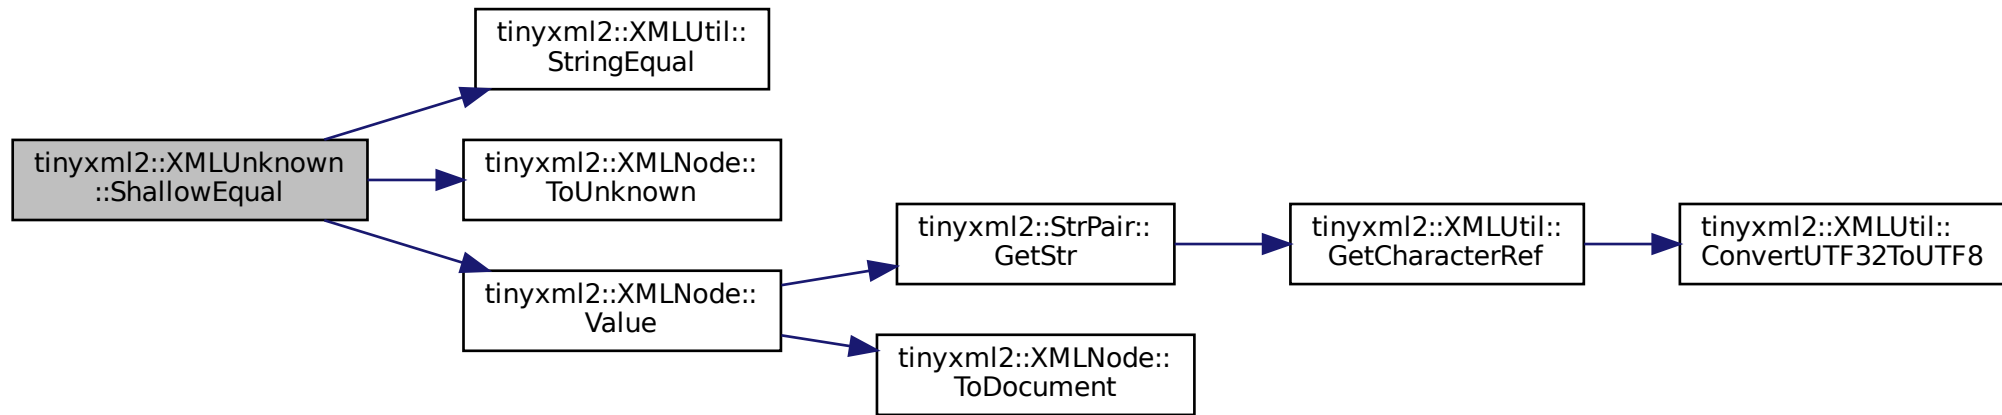 tinyxml2::XMLUnknown
::ShallowEqual
tinyxml2::XMLUtil::
StringEqual
tinyxml2::XMLNode::
ToUnknown
tinyxml2::XMLNode::
Value
tinyxml2::StrPair::
GetStr
tinyxml2::XMLNode::
ToDocument
tinyxml2::XMLUtil::
GetCharacterRef
tinyxml2::XMLUtil::
ConvertUTF32ToUTF8